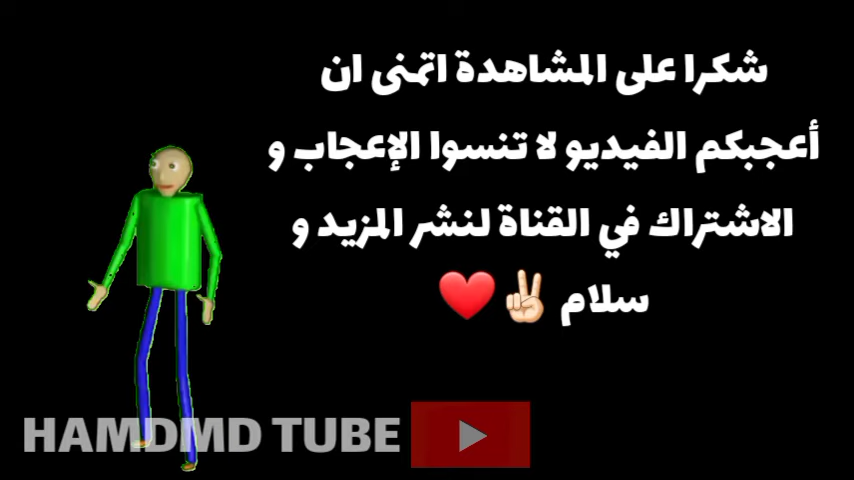 شكرا على المشاهدة اتمنى ان
أعجبكم الفيديو لا تنسوا الإعجاب و
الاشتراك في القناة لنشر المزيد و
سلام ✌🏻❤️
HAMDMD TUBE